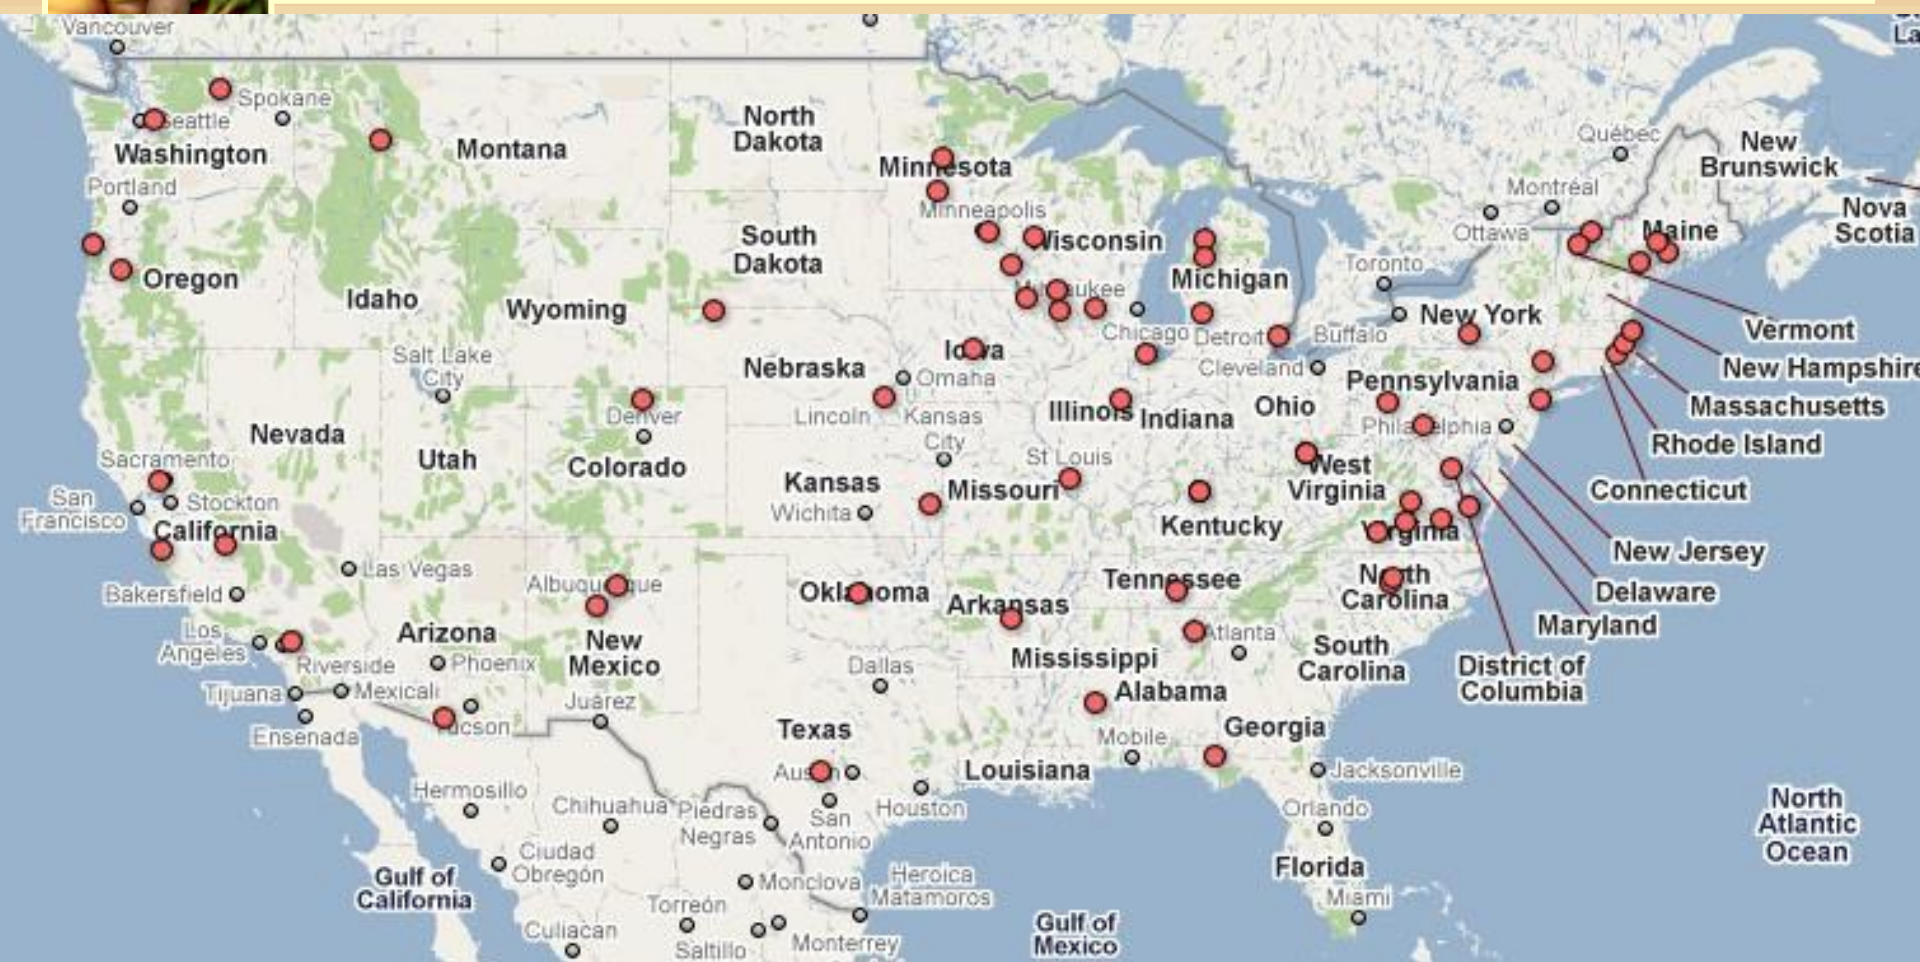 Vancouver
La
Spokane
Seattle
Washington
Portland
Montana
North
Dakota
Minnesota
Minneapolis
Québec
New
Brunswick
Montréal
Ottawa
Nova
Scotia
Maine
Wisconsin
South
Dakota
Michigan
Toronto
Oregon
Idaho
Wyoming
Milwaukee
Chicago
Detroit
Buffalo
New York
Vermont
Salt Lake
City
Iowa
Nebraska
Omaha
Cleveland
Pennsylvania
New Hampshire
Massachusetts
Denver
Lincoln
Kansas
City
Illinois
Indiana
Ohio
Philadelphia
Rhode Island
Nevada
Sacramento
Utah
Colorado
St Louis
West
Virginia
Connecticut
San
Francisco
Stockton
California
Kansas
Wichita
Missouri
Kentucky
Virginia
New Jersey
Las Vegas
Bakersfield
Albuquerque
Oklahoma
Arkansas
Tennessee
North
Carolina
Delaware
Maryland
Los
Angeles
Riverside
Arizona
Phoenix
New
Mexico
Dallas
Mississippi
Atlanta
South
Carolina
District of
Columbia
Tijuana
Mexicali
Juárez
Alabama
Ensenada
Tucson
Texas
Mobile
Georgia
Austin
Louisiana
Jacksonville
Hermosillo
Chihuahua
Piedras
Negras
San
Antonio
Houston
Orlando
North
Atlantic
Ocean
Ciudad
Obregón
Gulf of
California
Monclova
Heroica
Matamoros
Florida
Miami
Torreón
Culiacán
Saltillo
Monterrey
Gulf of
Mexico